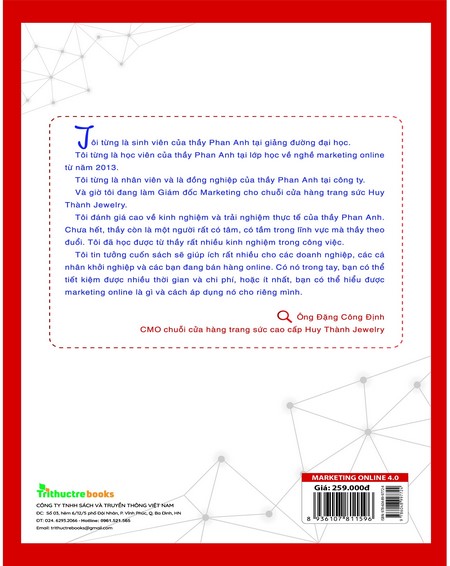 Tôi từng là sinh viên của thầy Phan Anh tại giảng đường đại học.
Tôi từng là học viên của thầy Phan Anh tại lớp học về nghề marketing online
từ năm 2013.
Tôi từng là nhân viên và là đồng nghiệp của thầy Phan Anh tại công ty.
Và giờ tôi đang làm Giám đốc Marketing cho chuỗi cửa hàng trang sức Huy
Thành Jewelry.
Tôi đánh giá cao về kinh nghiệm và trải nghiệm thực tế của thầy Phan Anh.
Chưa hết, thầy còn là một người rất có tâm, có tầm trong lĩnh vực mà thầy theo
đuổi. Tôi đã học được từ thầy rất nhiều kinh nghiệm trong công việc.
Tôi tin tưởng cuốn sách sẽ giúp ích rất nhiều cho các doanh nghiệp, các cá
nhân khởi nghiệp và các bạn đang bán hàng online. Có nó trong tay, bạn có thể
tiết kiệm được nhiều thời gian và chi phí, hoặc ít nhất, bạn có thể hiểu được
marketing online là gì và cách áp dụng nó cho riêng mình.
Ông Đặng Công Định
CMO chuỗi cửa hàng trang sức cao cấp Huy Thành Jewelry
Trithuctrebooks
CÔNG TY TNHH SÁCH VÀ TRUYỀN THÔNG VIỆT NAM
ĐC: Số 03, Hẻm 6/12/5 phố Đội Nhân, P. Vĩnh Phúc, Q. Ba Đình, HN
ĐT: 024. 6293.2066 - Hotline: 0961.521.565
Email: trithuctrebooks@gmail.com
MARKETING ONLINE 4.0
Giá: 259.000đ
8 936107 811596